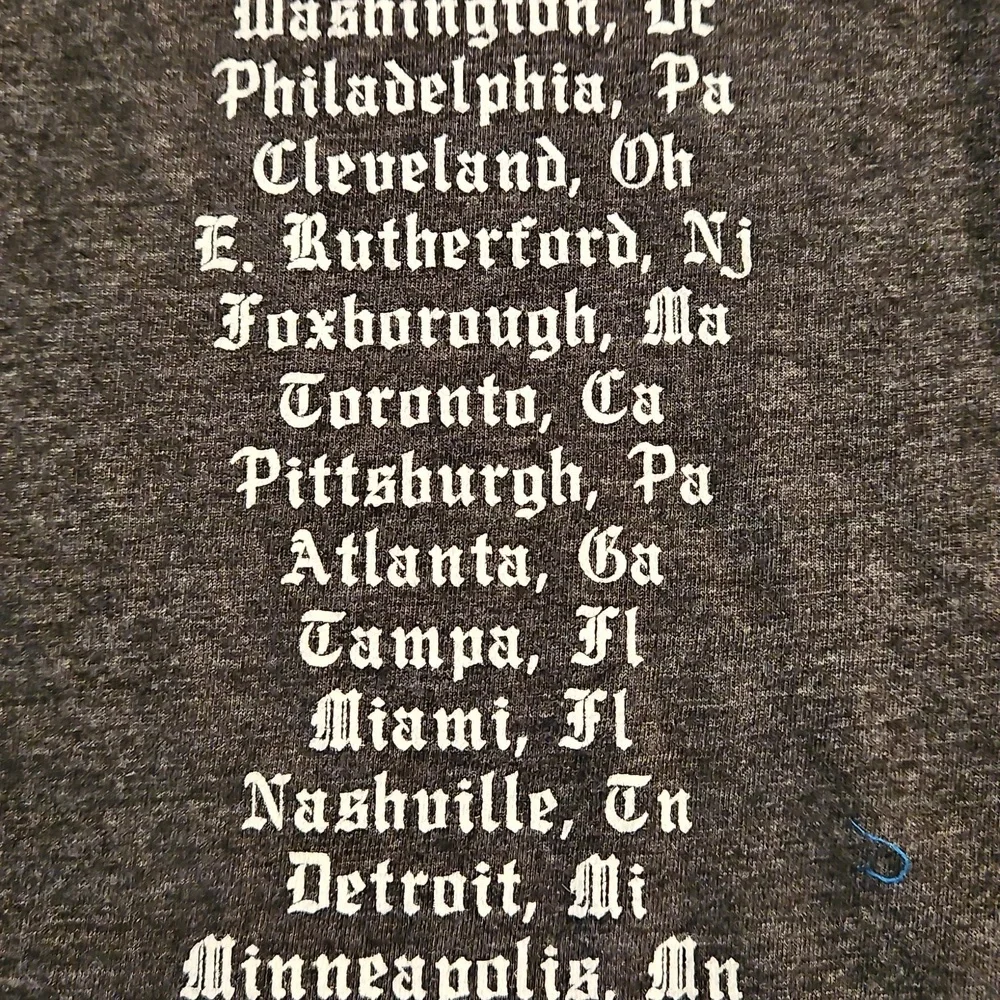 Washington, Dc
Philadelphia, Pa
Cleveland, Oh
E. Rutherford, Nj
Foxborough, Ma
Toronto, Ca
Pittsburgh, Pa
Atlanta, Ga
Tampa, Fl
Miami, Fl
Nashville, Tn
Detroit, Mi
Minneapolis, Mn